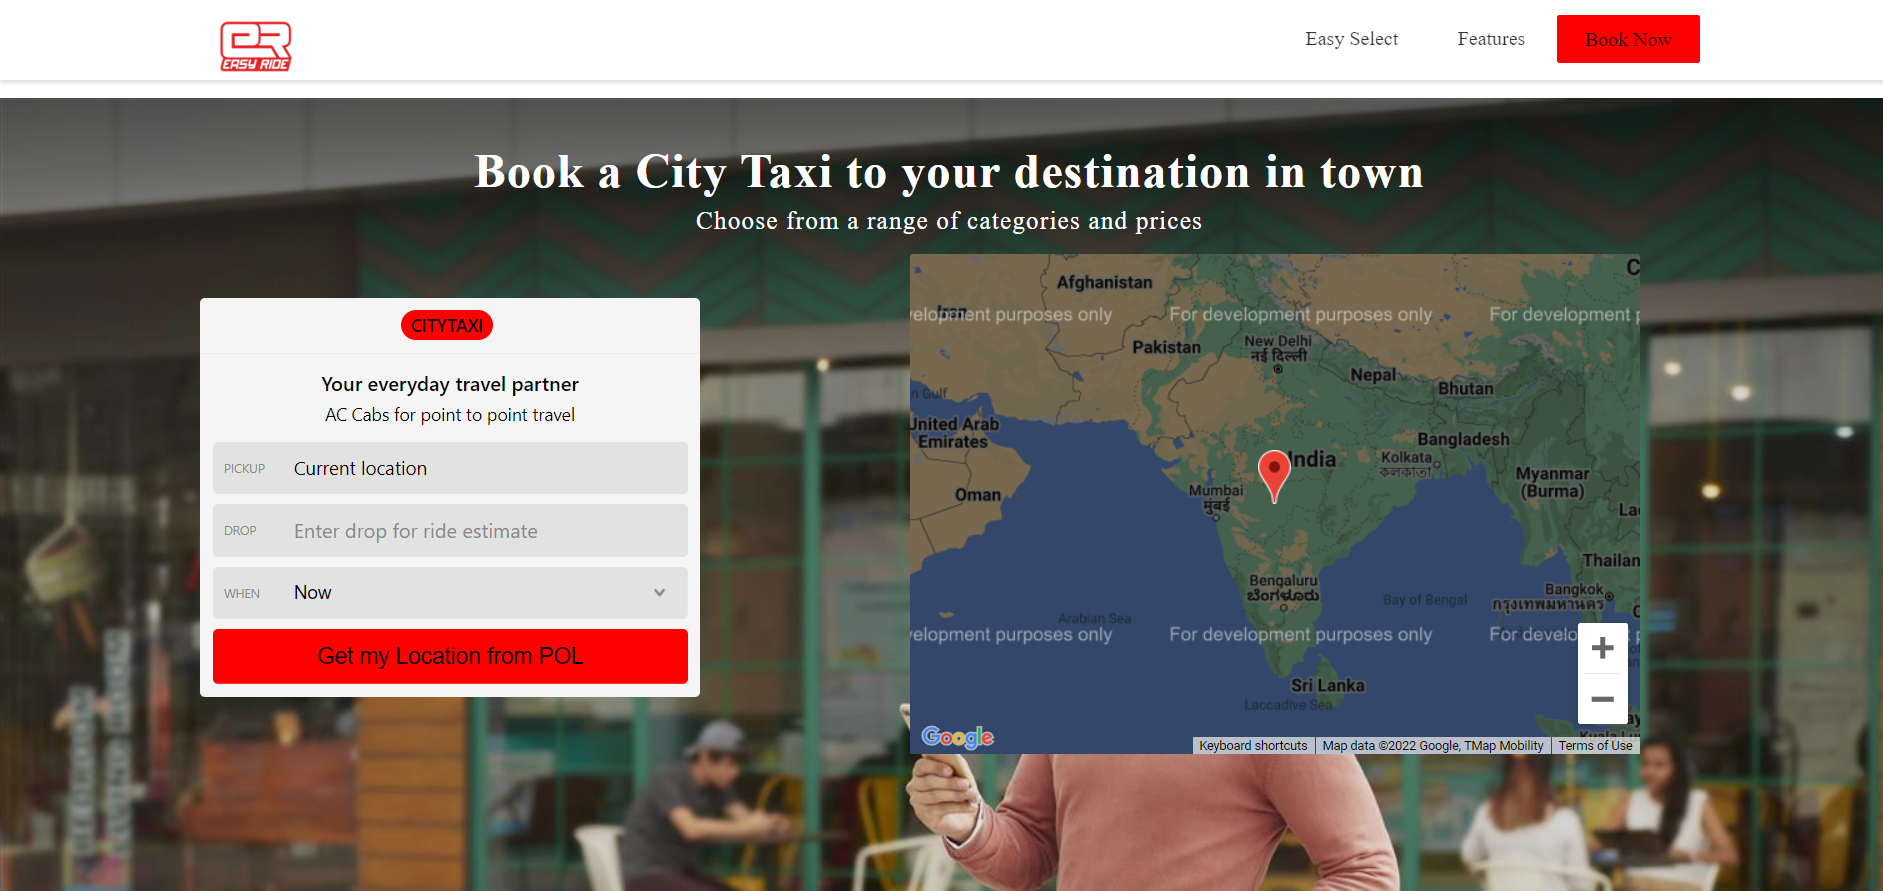 EASY RIDE
Easy Select
Features
Book Now
Book a City Taxi to your destination in town
Choose from a range of categories and prices
CITYTAXI
Your everyday travel partner
AC Cabs for point to point travel
PICKUP Current location
DROP Enter drop for ride estimate
WHEN Now
Get my Location from POL
Afghanistan
Iran
velopment purposes only
For development purposes only
For development p
Pakistan
New Delhi
नई दिल्ली
Nepal
Bhutan
n Gulf
United Arab
Emirates
Bangladesh
India
Kolkata
কলকাতা
Myanmar
(Burma)
Oman
Mumbai
मुंबई
La
Thailan
Bengaluru
ಬೆಂಗಳೂರು
Bangkok
กรุงเทพมหานคร
Bay of Bengal
Arabian Sea
velopment purposes only
For development purposes only
For develo
Sri Lanka
Laccadive Sea
Kuala Lum
Google
Keyboard shortcuts
Map data ©2022 Google, TMap Mobility
Terms of Use